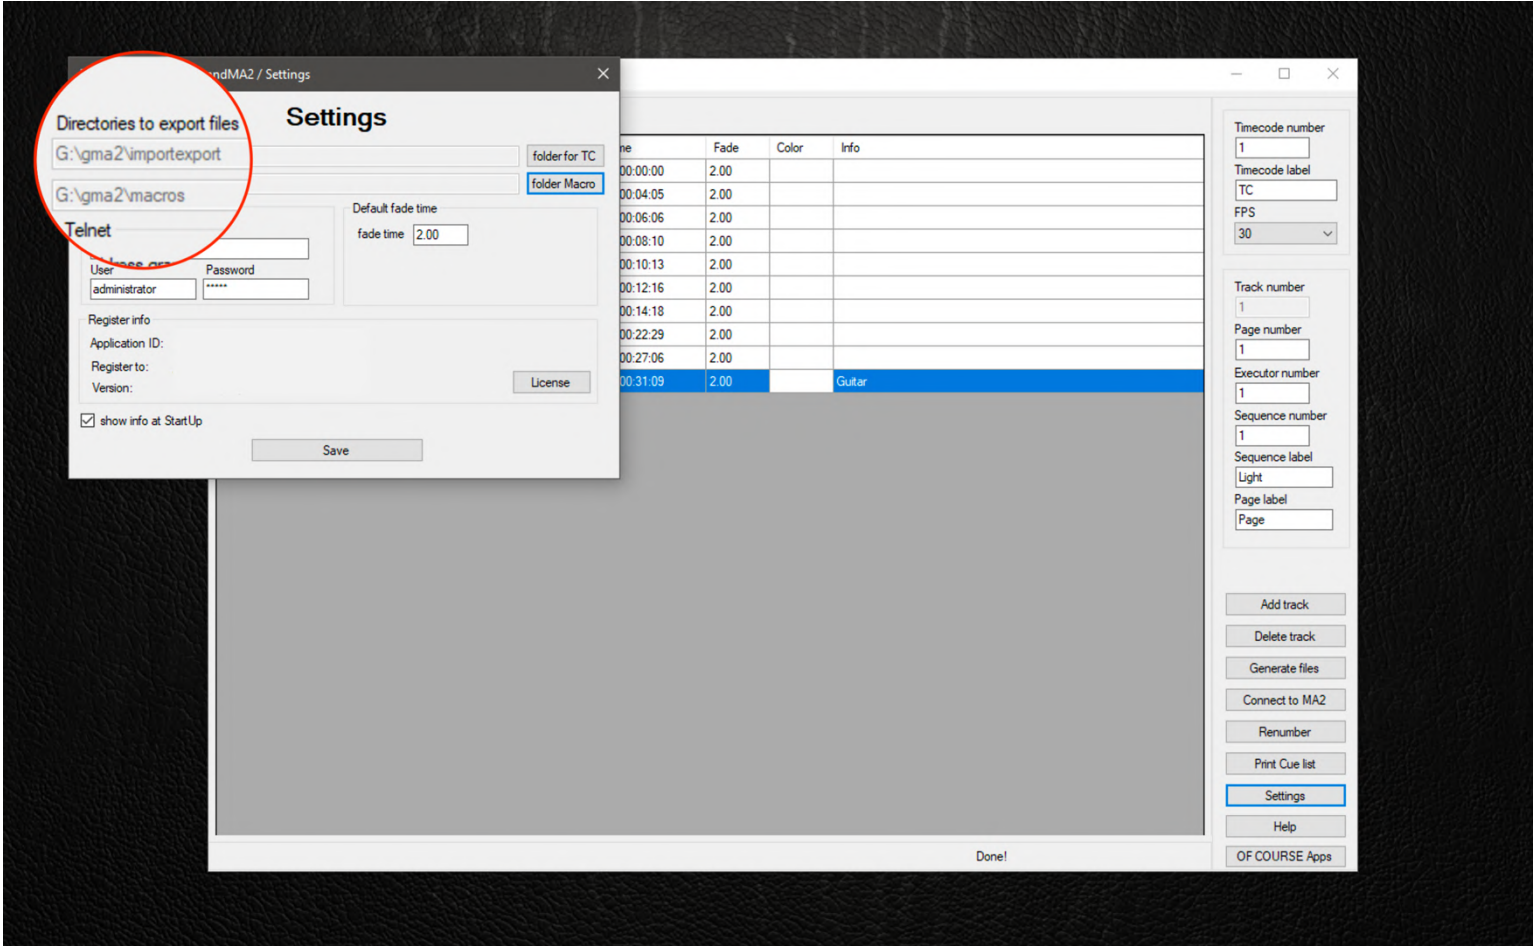 andMA2 / Settings
Settings
Directories to export files
G:\gma2\importexport
folder for TC
G:\gma2\macros
folder Macro
Telnet
Default fade time
fade time 2.00
User Password
administrator *****
Register info
Application ID:
Register to:
Version:
License
show info at StartUp
Save
me Fade Color Info
00:00:00 2.00
00:04:05 2.00
00:06:06 2.00
00:08:10 2.00
00:10:13 2.00
00:12:16 2.00
00:14:18 2.00
00:22:29 2.00
00:27:06 2.00
00:31:09 2.00 Guitar
Timecode number
1
Timecode label
TC
FPS
30
Track number
1
Page number
1
Executor number
1
Sequence number
1
Sequence label
Light
Page label
Page
Add track
Delete track
Generate files
Connect to MA2
Renumber
Print Cue list
Settings
Help
OF COURSE Apps
Done!